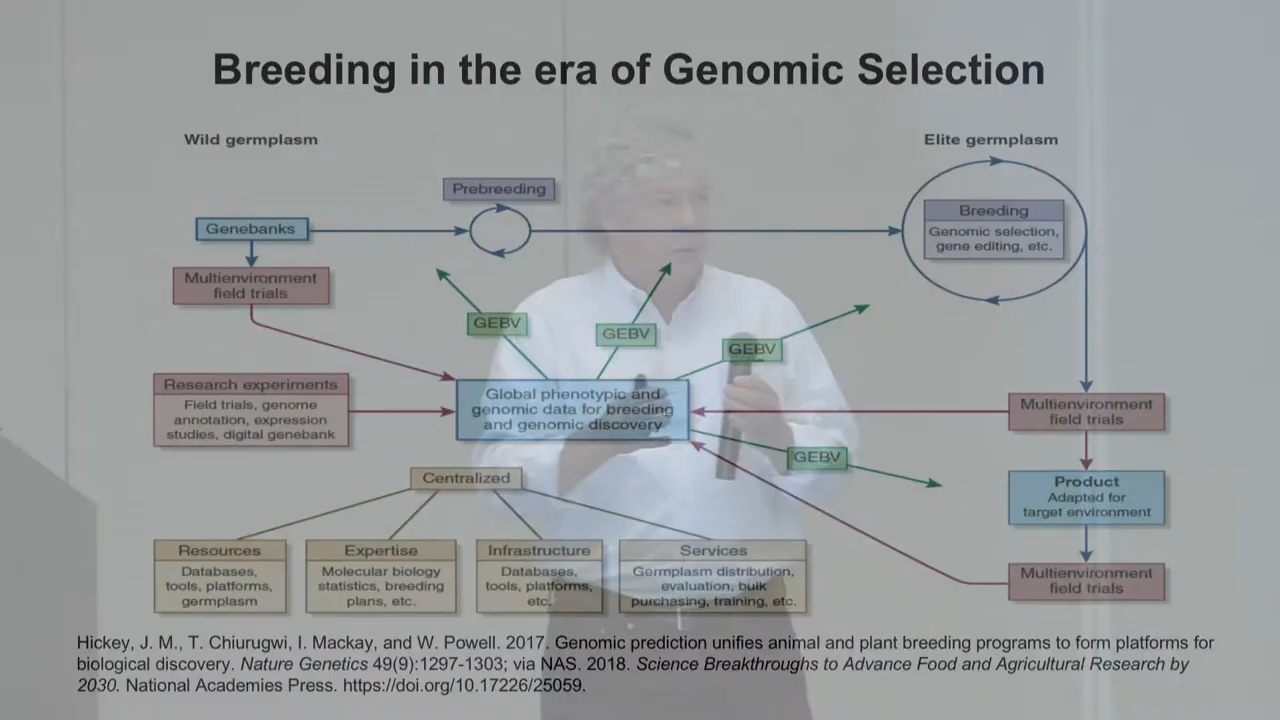 Breeding in the era of Genomic Selection
Wild germplasm
Elite germplasm
Prebreeding
Genebanks
Breeding
Genomic selection,
gene editing, etc.
Multienvironment
field trials
GEBV
GEBV
GEBV
Research experiments
Field trials, genome
annotation, expression
studies, digital genebank
Global phenotypic and
genomic data for breeding
and genomic discovery
Multienvironment
field trials
GEBV
Centralized
Product
Adapted for
target environment
Resources
Databases,
tools, platforms,
germplasm
Expertise
Molecular biology
statistics, breeding
plans, etc.
Infrastructure
Databases,
tools, platforms,
etc.
Services
Germplasm distribution,
evaluation, bulk
purchasing, training, etc.
Multienvironment
field trials
Hickey, J. M., T. Chiurugwi, I. Mackay, and W. Powell. 2017. Genomic prediction unifies animal and plant breeding programs to form platforms for
biological discovery. Nature Genetics 49(9):1297-1303; via NAS. 2018. Science Breakthroughs to Advance Food and Agricultural Research by
2030. National Academies Press. https://doi.org/10.17226/25059.